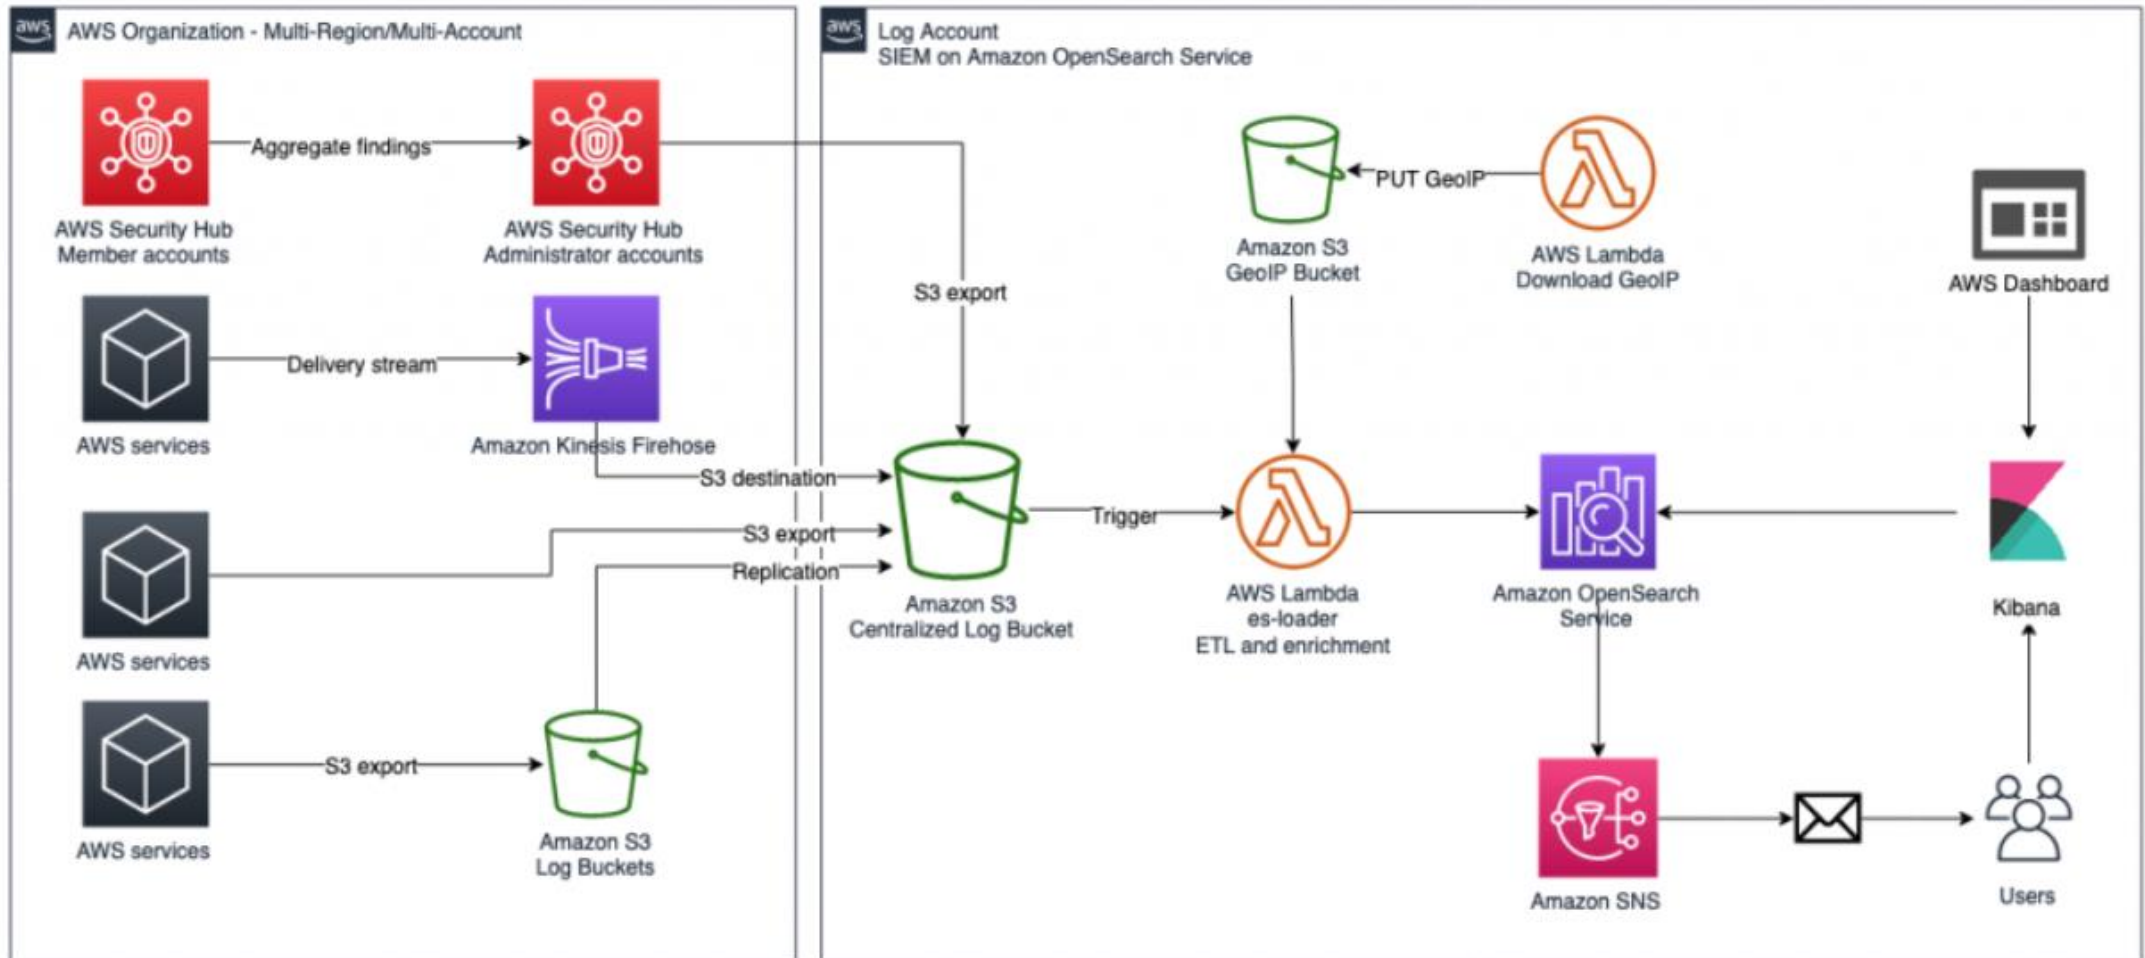 aws
AWS Organization - Multi-Region/Multi-Account
Aggregate findings
AWS Security Hub
Member accounts
AWS Security Hub
Administrator accounts
Delivery stream
AWS services
Amazon Kinesis Firehose
S3 destination
S3 export
Replication
AWS services
S3 export
AWS services
Amazon S3
Log Buckets
aws
Log Account
SIEM on Amazon OpenSearch Service
S3 export
Amazon S3
Centralized Log Bucket
Trigger
Amazon S3
GeoIP Bucket
PUT GeoIP
AWS Lambda
Download GeoIP
AWS Lambda
es-loader
ETL and enrichment
Amazon OpenSearch
Service
AWS Dashboard
Kibana
Amazon SNS
Users